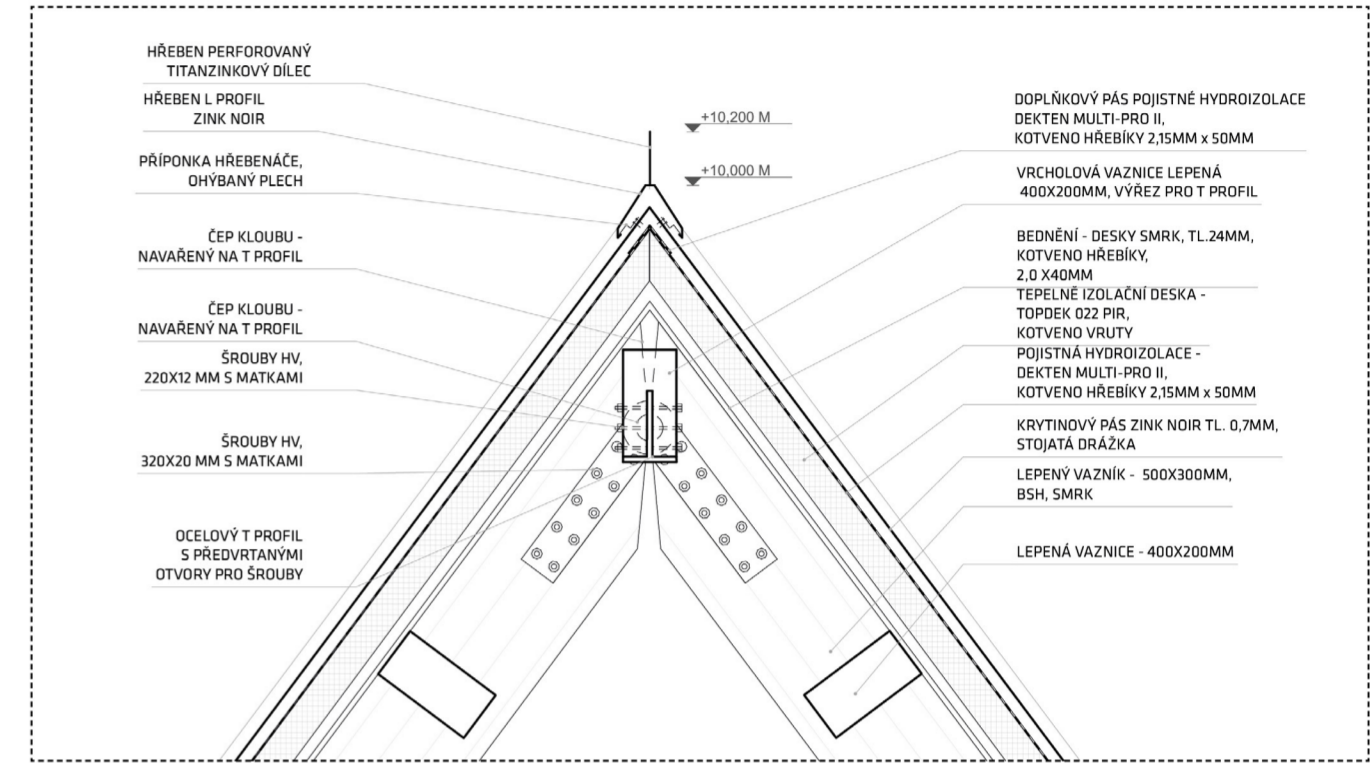 HŘEBEN PERFOROVANÝ
TITANZINKOVÝ DÍLEC
HŘEBEN L PROFIL
ZINK NOIR
PŘÍPONKA HŘEBENÁČE,
OHÝBANÝ PLECH
ČEP KLOUBU -
NAVAŘENÝ NA T PROFIL
ČEP KLOUBU -
NAVAŘENÝ NA T PROFIL
ŠROUBY HV,
220X12 MM S MATKAMI
ŠROUBY HV,
320X20 MM S MATKAMI
OCELOVÝ T PROFIL
S PŘEDVRTANÝMI
OTVORY PRO ŠROUBY
+10,200 M
+10,000 M
DOPLŇKOVÝ PÁS POJISTNÉ HYDROIZOLACE
DEKTEN MULTI-PRO II,
KOTVENO HŘEBÍKY 2,15MM x 50MM
VRCHOLOVÁ VAZNICE LEPENÁ
400X200MM, VÝŘEZ PRO T PROFIL
BEDNĚNÍ - DESKY SMRK, TL.24MM,
KOTVENO HŘEBÍKY,
2,0 X40MM
TEPELNĚ IZOLAČNÍ DESKA -
TOPDEK 022 PIR,
KOTVENO VRUTY
POJISTNÁ HYDROIZOLACE -
DEKTEN MULTI-PRO II,
KOTVENO HŘEBÍKY 2,15MM x 50MM
KRYTINOVÝ PÁS ZINK NOIR TL. 0,7MM,
STOJATÁ DRÁŽKA
LEPENÝ VAZNÍK - 500X300MM,
BSH, SMRK
LEPENÁ VAZNICE - 400X200MM